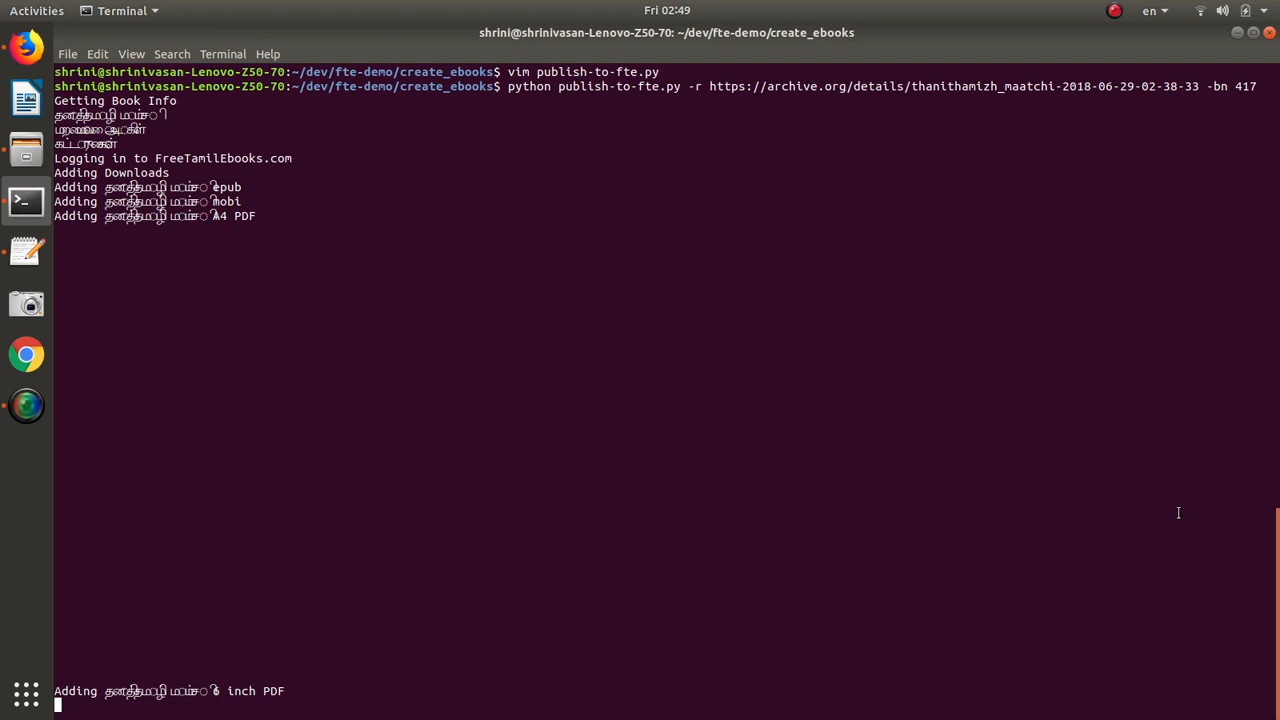 Activities
Terminal
Fri 02:49
en
shrini@shrinivasan-Lenovo-Z50-70: ~/dev/fte-demo/create_ebooks
File Edit View Search Terminal Help
shrini@shrinivasan-Lenovo-Z50-70:~/dev/fte-demo/create_ebooks$ vim publish-to-fte.py
shrini@shrinivasan-Lenovo-Z50-70:~/dev/fte-demo/create_ebooks$ python publish-to-fte.py -r https://archive.org/details/thanithamizh_maatchi-2018-06-29-02-38-33 -bn 417
Getting Book Info
Logging in to FreeTamilEbooks.com
Adding Downloads
Adding epub
Adding mobi
Adding A4 PDF
Adding 6 inch PDF